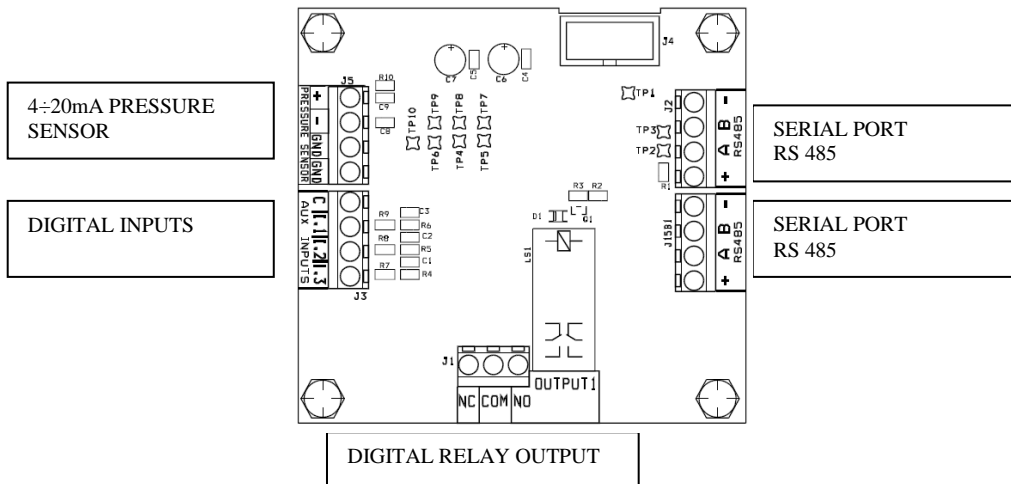 4÷20mA PRESSURE
SENSOR
DIGITAL INPUTS
J5
PRESSURE SENSOR
+
-
GND
GND
C
I.1
I.2
I.3
AUX INPUTS
J3
R10
C9
C8
C7
C5
C6
C4
J4
TP10
TP9
TP8
TP7
TP6
TP4
TP5
TP1
TP3
TP2
R1
R3
R2
D1
Q1
R9
C3
R6
C2
R8
R5
C1
R7
R4
LS1
J1
NC
COM
NO
OUTPUT1
J2
-
B
A
+
RS485
J15B1
-
B
A
+
RS485
SERIAL PORT
RS 485
SERIAL PORT
RS 485
DIGITAL RELAY OUTPUT